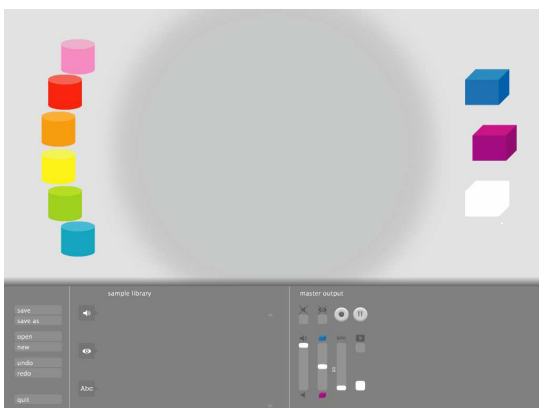 sample library
master output
save
save as
open
new
undo
redo
quit
Abc